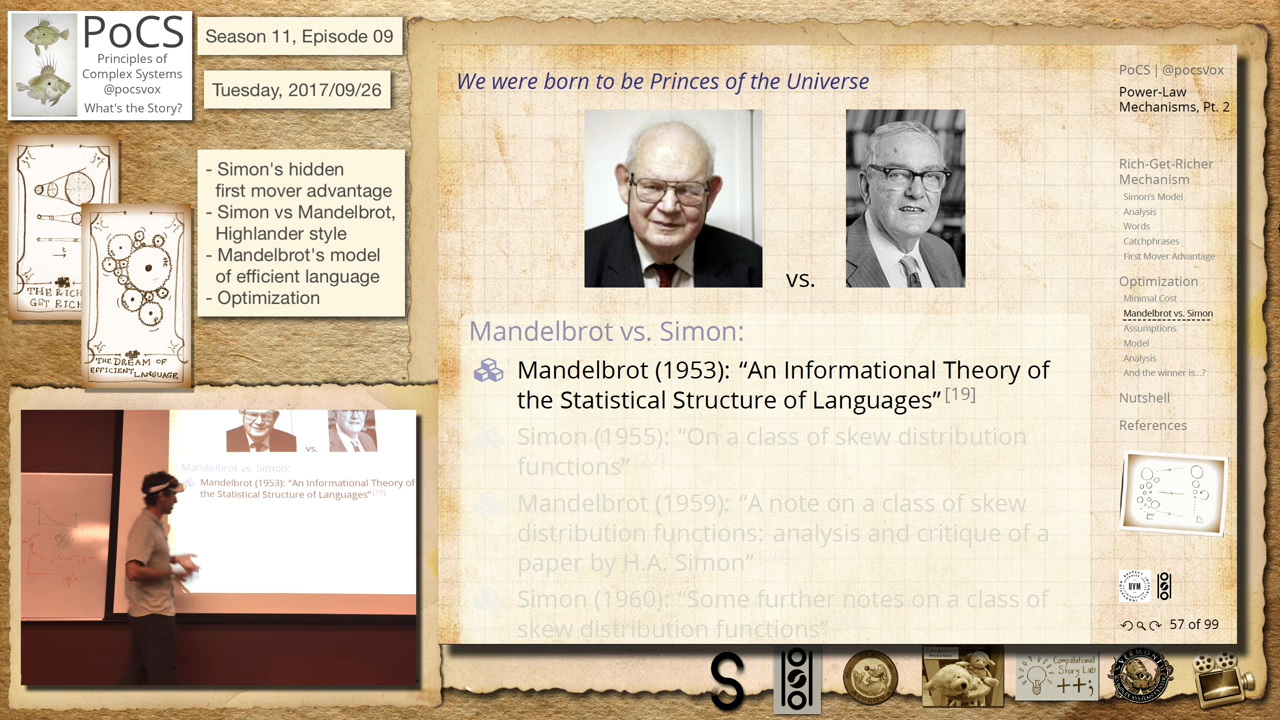 PoCS
Principles of
Complex Systems
@pocsvox
What's the Story?
Season 11, Episode 09
Tuesday, 2017/09/26
- Simon's hidden
first mover advantage
- Simon vs Mandelbrot,
Highlander style
- Mandelbrot's model
of efficient language
- Optimization
THE RICH
GET RICH
THE DREAM OF
EFFICIENT LANGUAGE
vs.
Mandelbrot vs. Simon:
Mandelbrot (1953): “An Informational Theory of
the Statistical Structure of Languages” [19]
We were born to be Princes of the Universe
vs.
Mandelbrot vs. Simon:
Mandelbrot (1953): “An Informational Theory of
the Statistical Structure of Languages” [19]
Simon (1955): “On a class of skew distribution
functions”
Mandelbrot (1959): “A note on a class of skew
distribution functions: analysis and critique of a
paper by H.A. Simon”
Simon (1960): “Some further notes on a class of
skew distribution functions”
PoCS | @pocsvox
Power-Law
Mechanisms, Pt. 2
Rich-Get-Richer
Mechanism
Simon's Model
Analysis
Words
Catchphrases
First Mover Advantage
Optimization
Minimal Cost
Mandelbrot vs. Simon
Assumptions
Model
Analysis
And the winner is...?
Nutshell
References
UVM
57 of 99
S
Computational
Story Lab
++;
VERMONT